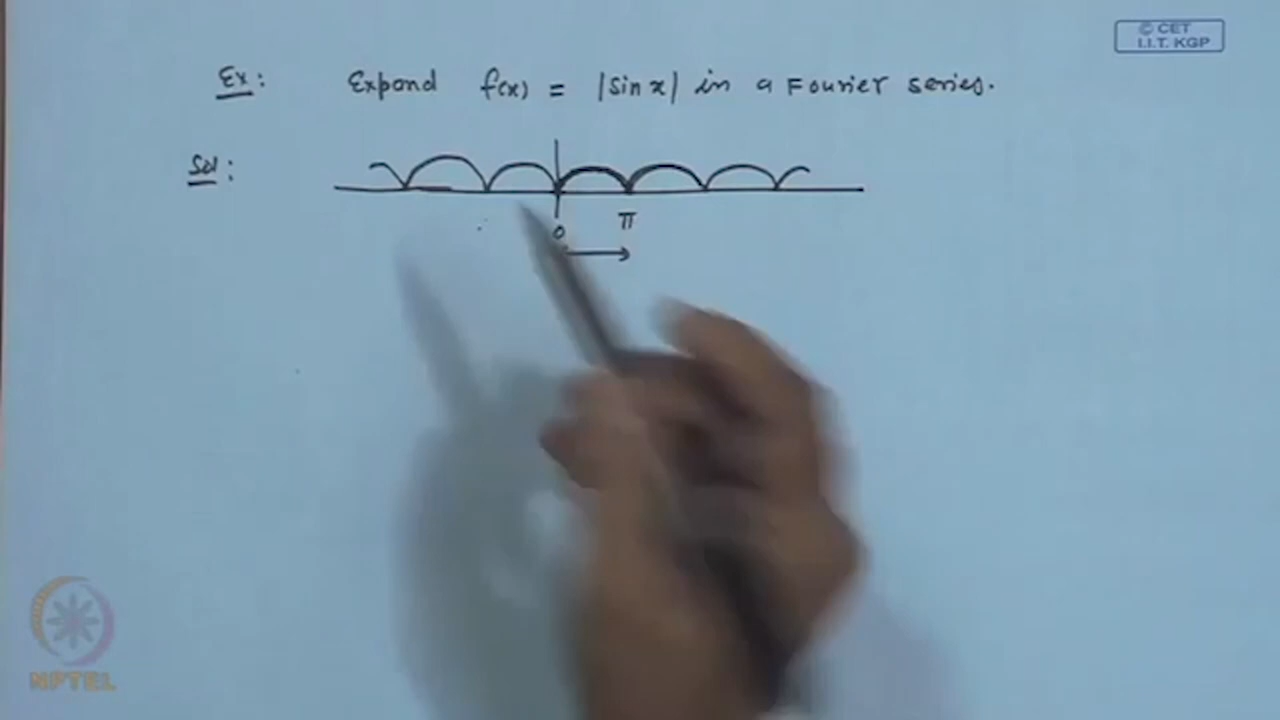 © CET
I.I.T. KGP
Ex: Expand f(x) = |sin x| in a Fourier series.
Sol:
0 π
NPTEL